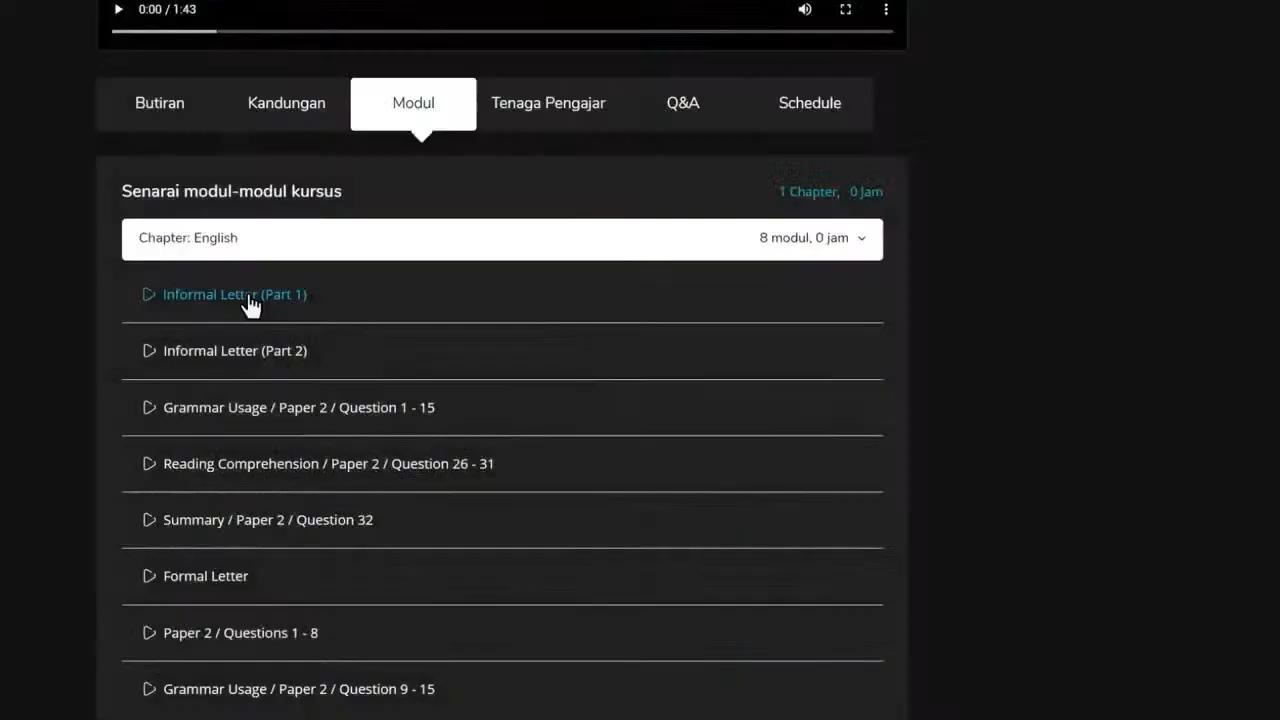 0:00 / 1:43
Butiran Kandungan Modul Tenaga Pengajar Q&A Schedule
Senarai modul-modul kursus 1 Chapter, 0 Jam
Chapter: English 8 modul, 0 jam
Informal Letter (Part 1)
Informal Letter (Part 2)
Grammar Usage / Paper 2 / Question 1 - 15
Reading Comprehension / Paper 2 / Question 26 - 31
Summary / Paper 2 / Question 32
Formal Letter
Paper 2 / Questions 1 - 8
Grammar Usage / Paper 2 / Question 9 - 15